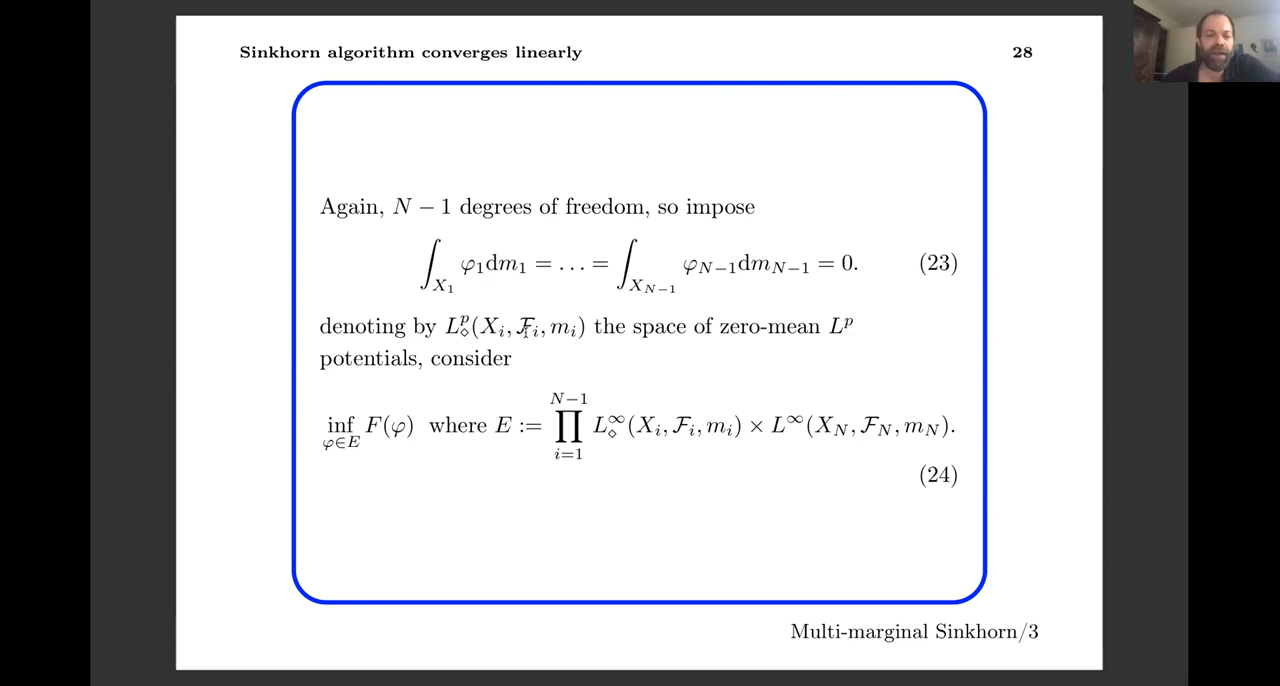 Sinkhorn algorithm converges linearly 28
Again, N − 1 degrees of freedom, so impose
∫_{X_1} φ_1 dm_1 = … = ∫_{X_{N−1}} φ_{N−1} dm_{N−1} = 0. (23)
denoting by L^p_⋄(X_i, ℱ_i, m_i) the space of zero-mean L^p
potentials, consider
inf_{φ∈E} F(φ) where E := ∏_{i=1}^{N−1} L^∞_⋄(X_i, ℱ_i, m_i) × L^∞(X_N, ℱ_N, m_N).
(24)
Multi-marginal Sinkhorn/3